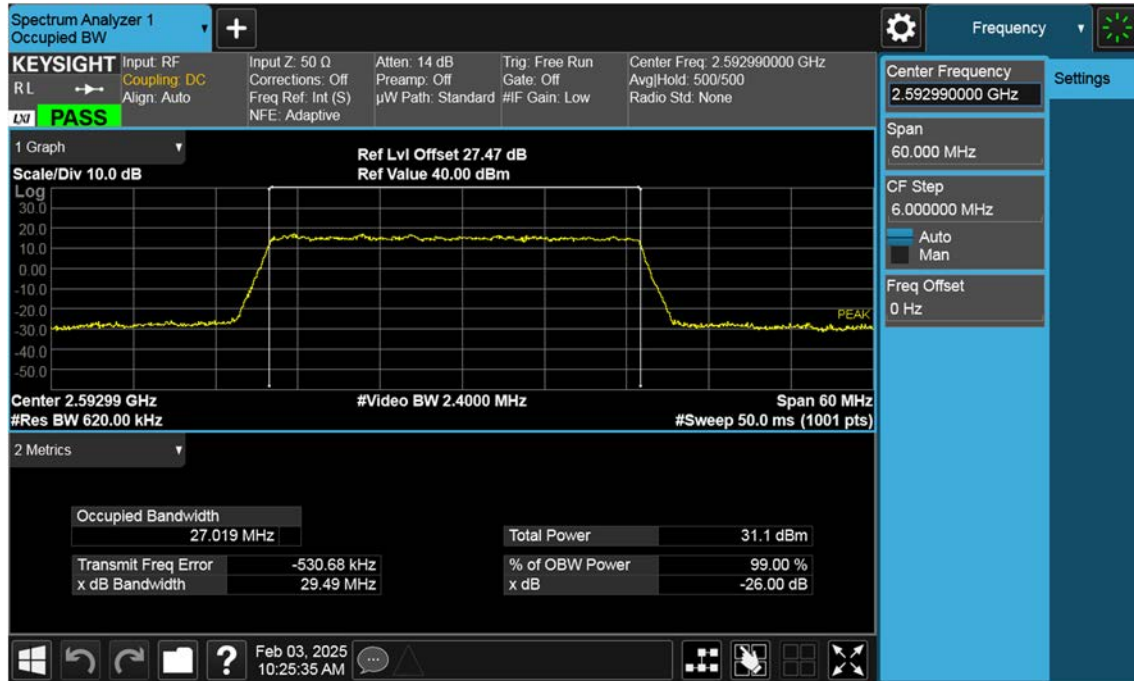 Spectrum Analyzer 1
Occupied BW
Frequency
KEYSIGHT
R L
LXI PASS
Input: RF
Coupling: DC
Align: Auto
Input Z: 50 Ω
Corrections: Off
Freq Ref: Int (S)
NFE: Adaptive
Atten: 14 dB
Preamp: Off
µW Path: Standard
Trig: Free Run
Gate: Off
#IF Gain: Low
Center Freq: 2.592990000 GHz
Avg|Hold: 500/500
Radio Std: None
Center Frequency
2.592990000 GHz
Settings
Span
60.000 MHz
CF Step
6.000000 MHz
Auto
Man
Freq Offset
0 Hz
1 Graph
Scale/Div 10.0 dB
Ref Lvl Offset 27.47 dB
Ref Value 40.00 dBm
Log
30.0
20.0
10.0
0.00
-10.0
-20.0
-30.0
-40.0
-50.0
PEAK
Center 2.59299 GHz
#Video BW 2.4000 MHz
Span 60 MHz
#Res BW 620.00 kHz
#Sweep 50.0 ms (1001 pts)
2 Metrics
Occupied Bandwidth
27.019 MHz
Total Power 31.1 dBm
Transmit Freq Error -530.68 kHz
% of OBW Power 99.00 %
x dB Bandwidth 29.49 MHz
x dB -26.00 dB
?
Feb 03, 2025
10:25:35 AM